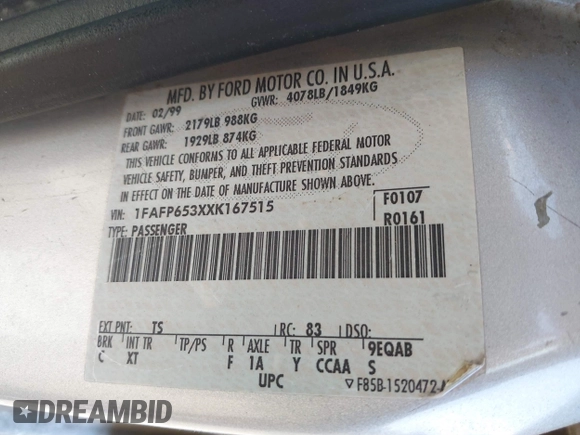 MFD. BY FORD MOTOR CO. IN U.S.A.
DATE: 02/99 GVWR: 4078LB/1849KG
FRONT GAWR: 2179LB 988KG
REAR GAWR: 1929LB 874KG
THIS VEHICLE CONFORMS TO ALL APPLICABLE FEDERAL MOTOR
VEHICLE SAFETY, BUMPER, AND THEFT PREVENTION STANDARDS
IN EFFECT ON THE DATE OF MANUFACTURE SHOWN ABOVE.
VIN: 1FAFP653XXK167515 F0107
TYPE: PASSENGER R0161
EXT PNT: TS RC: 83 DSO:
BRK INT TR TP/PS R AXLE TR SPR 9EQAB
C XT F 1A Y CCAA S
UPC ▽F85B-1520472-A
DREAMBID